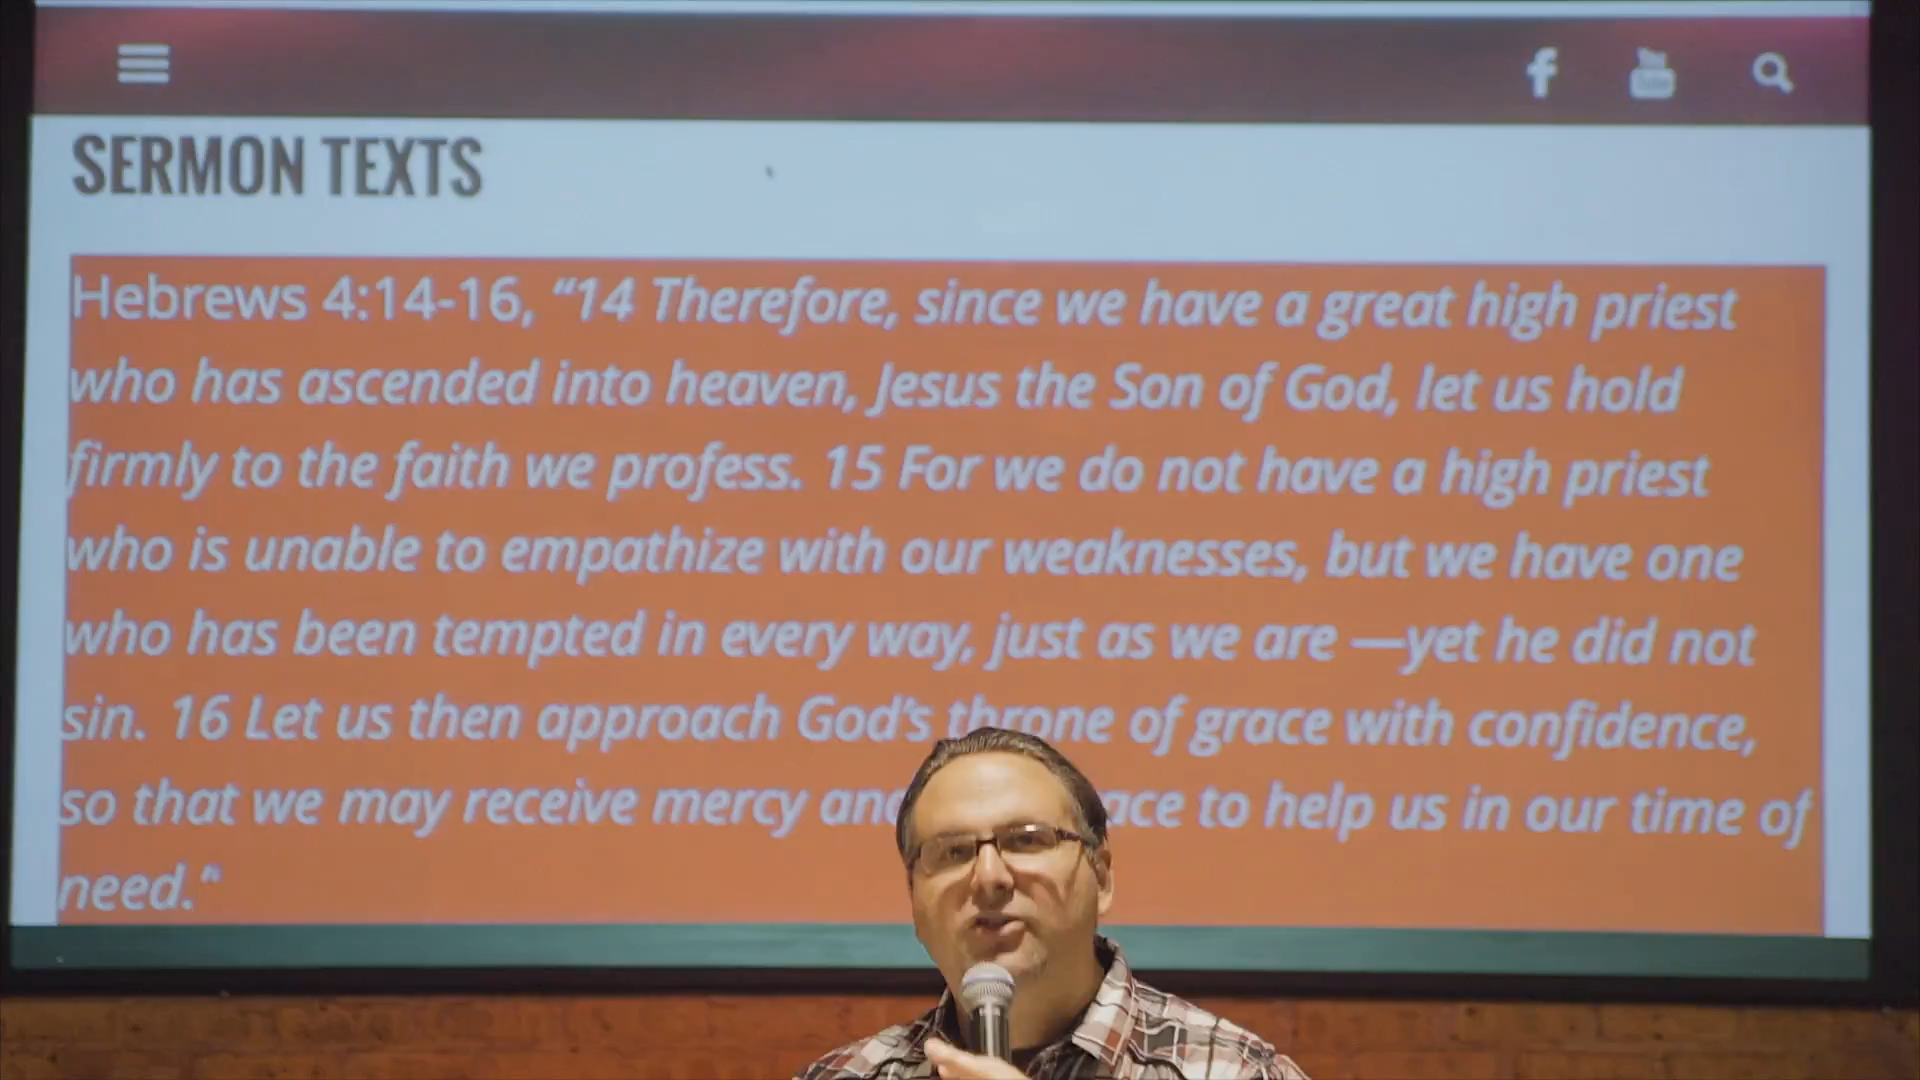 f
You
Tube
SERMON TEXTS
Hebrews 4:14-16, “14 Therefore, since we have a great high priest
who has ascended into heaven, Jesus the Son of God, let us hold
firmly to the faith we profess. 15 For we do not have a high priest
who is unable to empathize with our weaknesses, but we have one
who has been tempted in every way, just as we are —yet he did not
sin. 16 Let us then approach God’s throne of grace with confidence,
so that we may receive mercy and ace to help us in our time of
need."